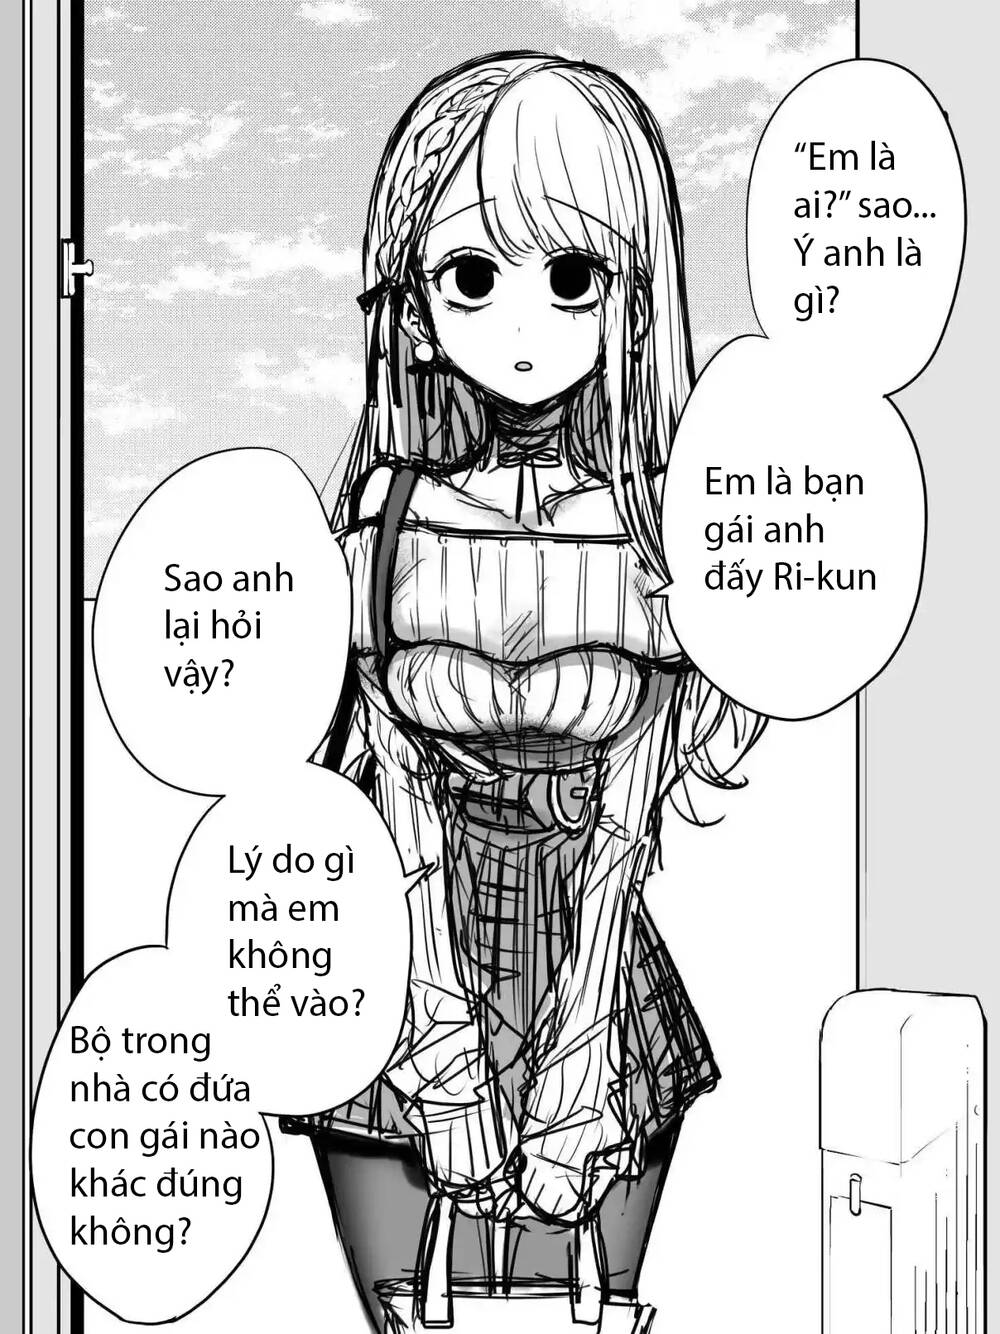 “Em là
ai?” sao...
Ý anh là
gì?
Em là bạn
gái anh
đấy Ri-kun
Sao anh
lại hỏi
vậy?
Lý do gì
mà em
không
thể vào?
Bộ trong
nhà có đứa
con gái nào
khác đúng
không?